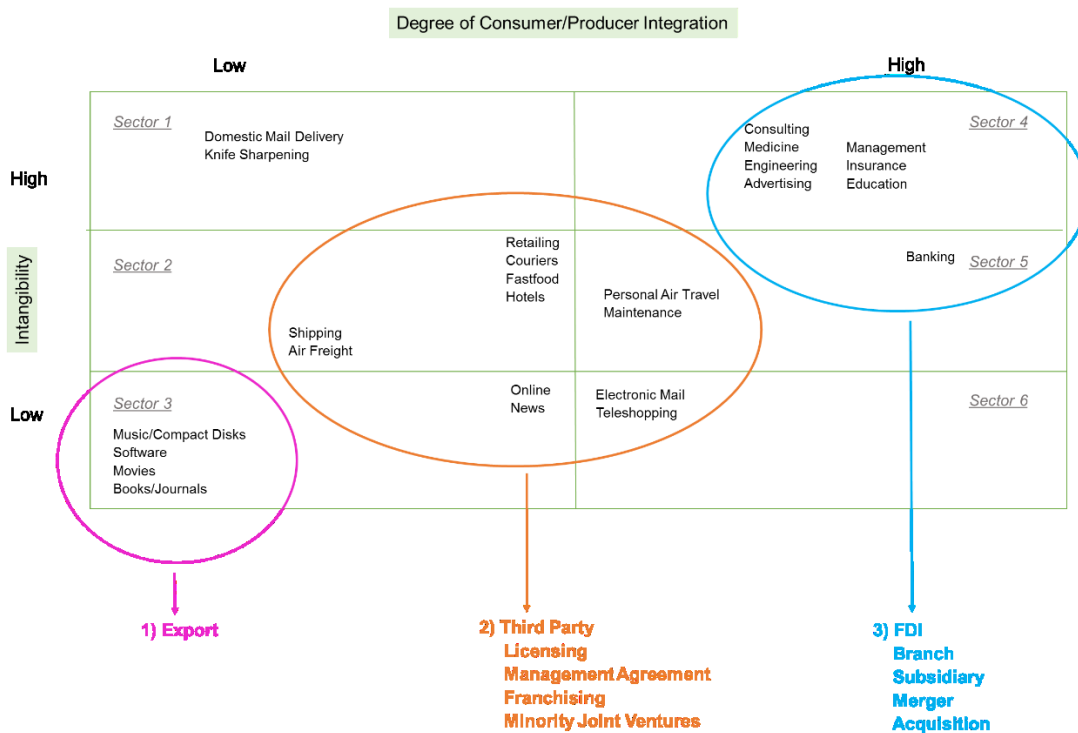 Degree of Consumer/Producer Integration
Low
High
Intangibility
High
Low
Sector 1
Domestic Mail Delivery
Knife Sharpening
Sector 4
Consulting
Medicine
Engineering
Advertising
Management
Insurance
Education
Sector 2
Retailing
Couriers
Fastfood
Hotels
Shipping
Air Freight
Sector 5
Banking
Personal Air Travel
Maintenance
Sector 3
Music/Compact Disks
Software
Movies
Books/Journals
Online
News
Electronic Mail
Teleshopping
Sector 6
1) Export
2) Third Party
Licensing
Management Agreement
Franchising
Minority Joint Ventures
3) FDI
Branch
Subsidiary
Merger
Acquisition